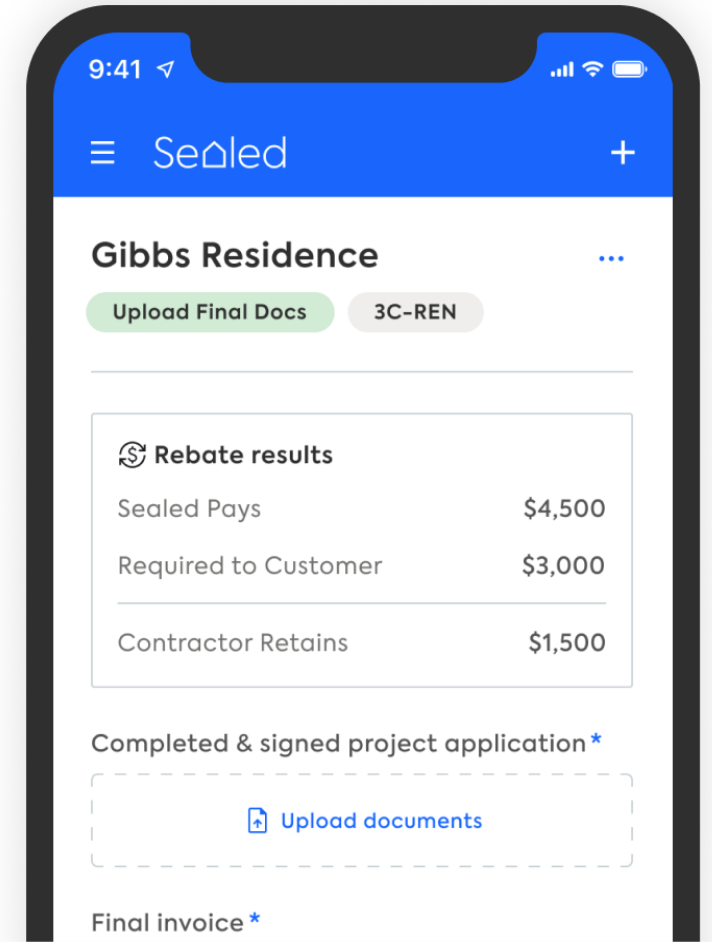 9:41
Sealed +
Gibbs Residence ...
Upload Final Docs 3C-REN
Rebate results
Sealed Pays $4,500
Required to Customer $3,000
Contractor Retains $1,500
Completed & signed project application*
Upload documents
Final invoice*